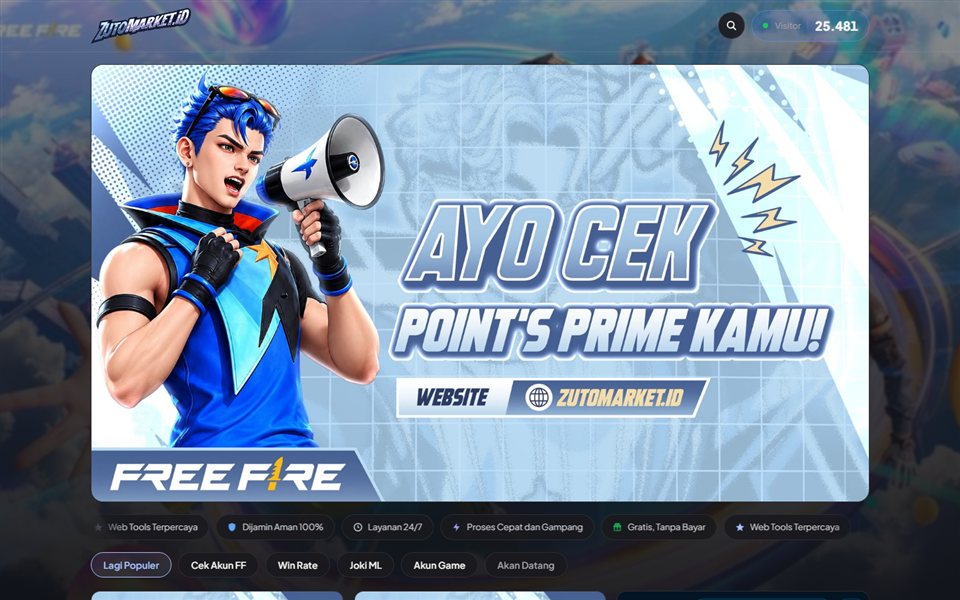 FREE FIRE
ZUTOMARKET.ID
Visitor 25.481
AYO CEK
POINT'S PRIME KAMU!
WEBSITE ZUTOMARKET.ID
FREE FIRE
Web Tools Terpercaya Dijamin Aman 100% Layanan 24/7 Proses Cepat dan Gampang Gratis, Tanpa Bayar Web Tools Terpercaya
Lagi Populer Cek Akun FF Win Rate Joki ML Akun Game Akan Datang